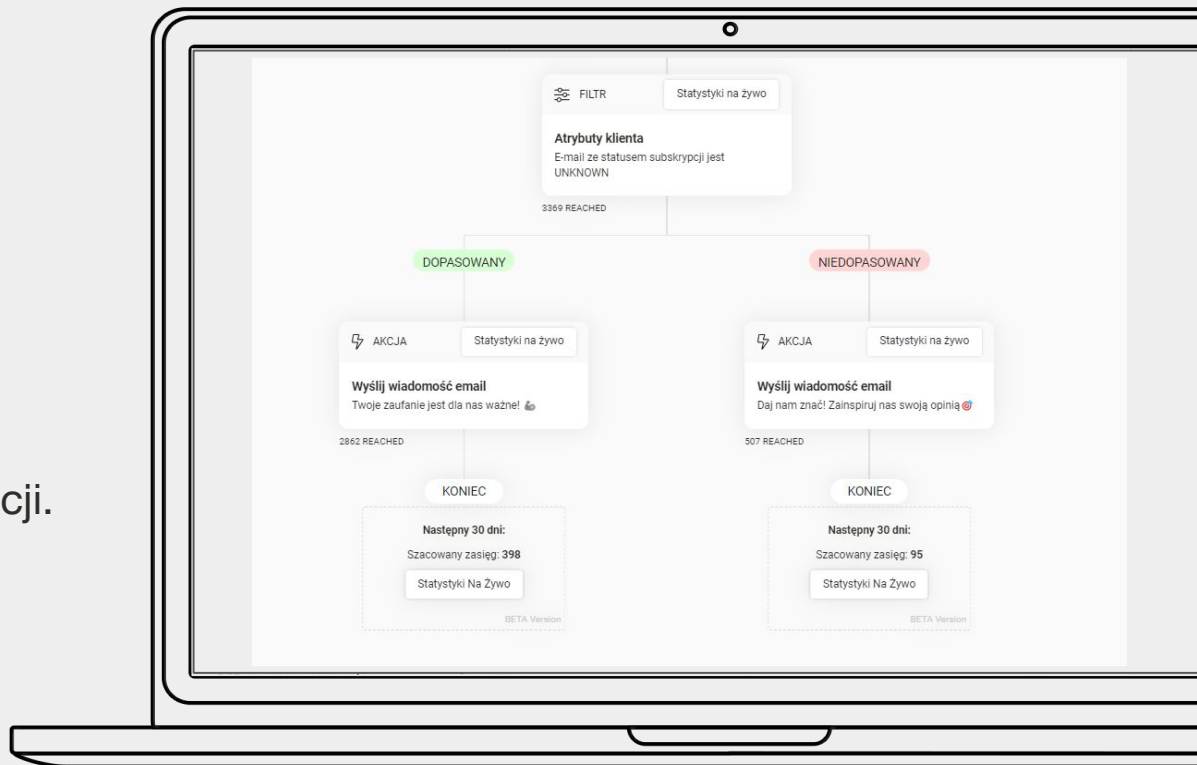 FILTR
Statystyki na żywo
Atrybuty klienta
E-mail ze statusem subskrypcji jest
UNKNOWN
3369 REACHED
DOPASOWANY
NIEDOPASOWANY
AKCJA
Statystyki na żywo
Wyślij wiadomość email
Twoje zaufanie jest dla nas ważne! 🦾
2862 REACHED
AKCJA
Statystyki na żywo
Wyślij wiadomość email
Daj nam znać! Zainspiruj nas swoją opinią🎯
507 REACHED
cji.
KONIEC
Następny 30 dni:
Szacowany zasięg: 398
Statystyki Na Żywo
BETA Version
KONIEC
Następny 30 dni:
Szacowany zasięg: 95
Statystyki Na Żywo
BETA Version